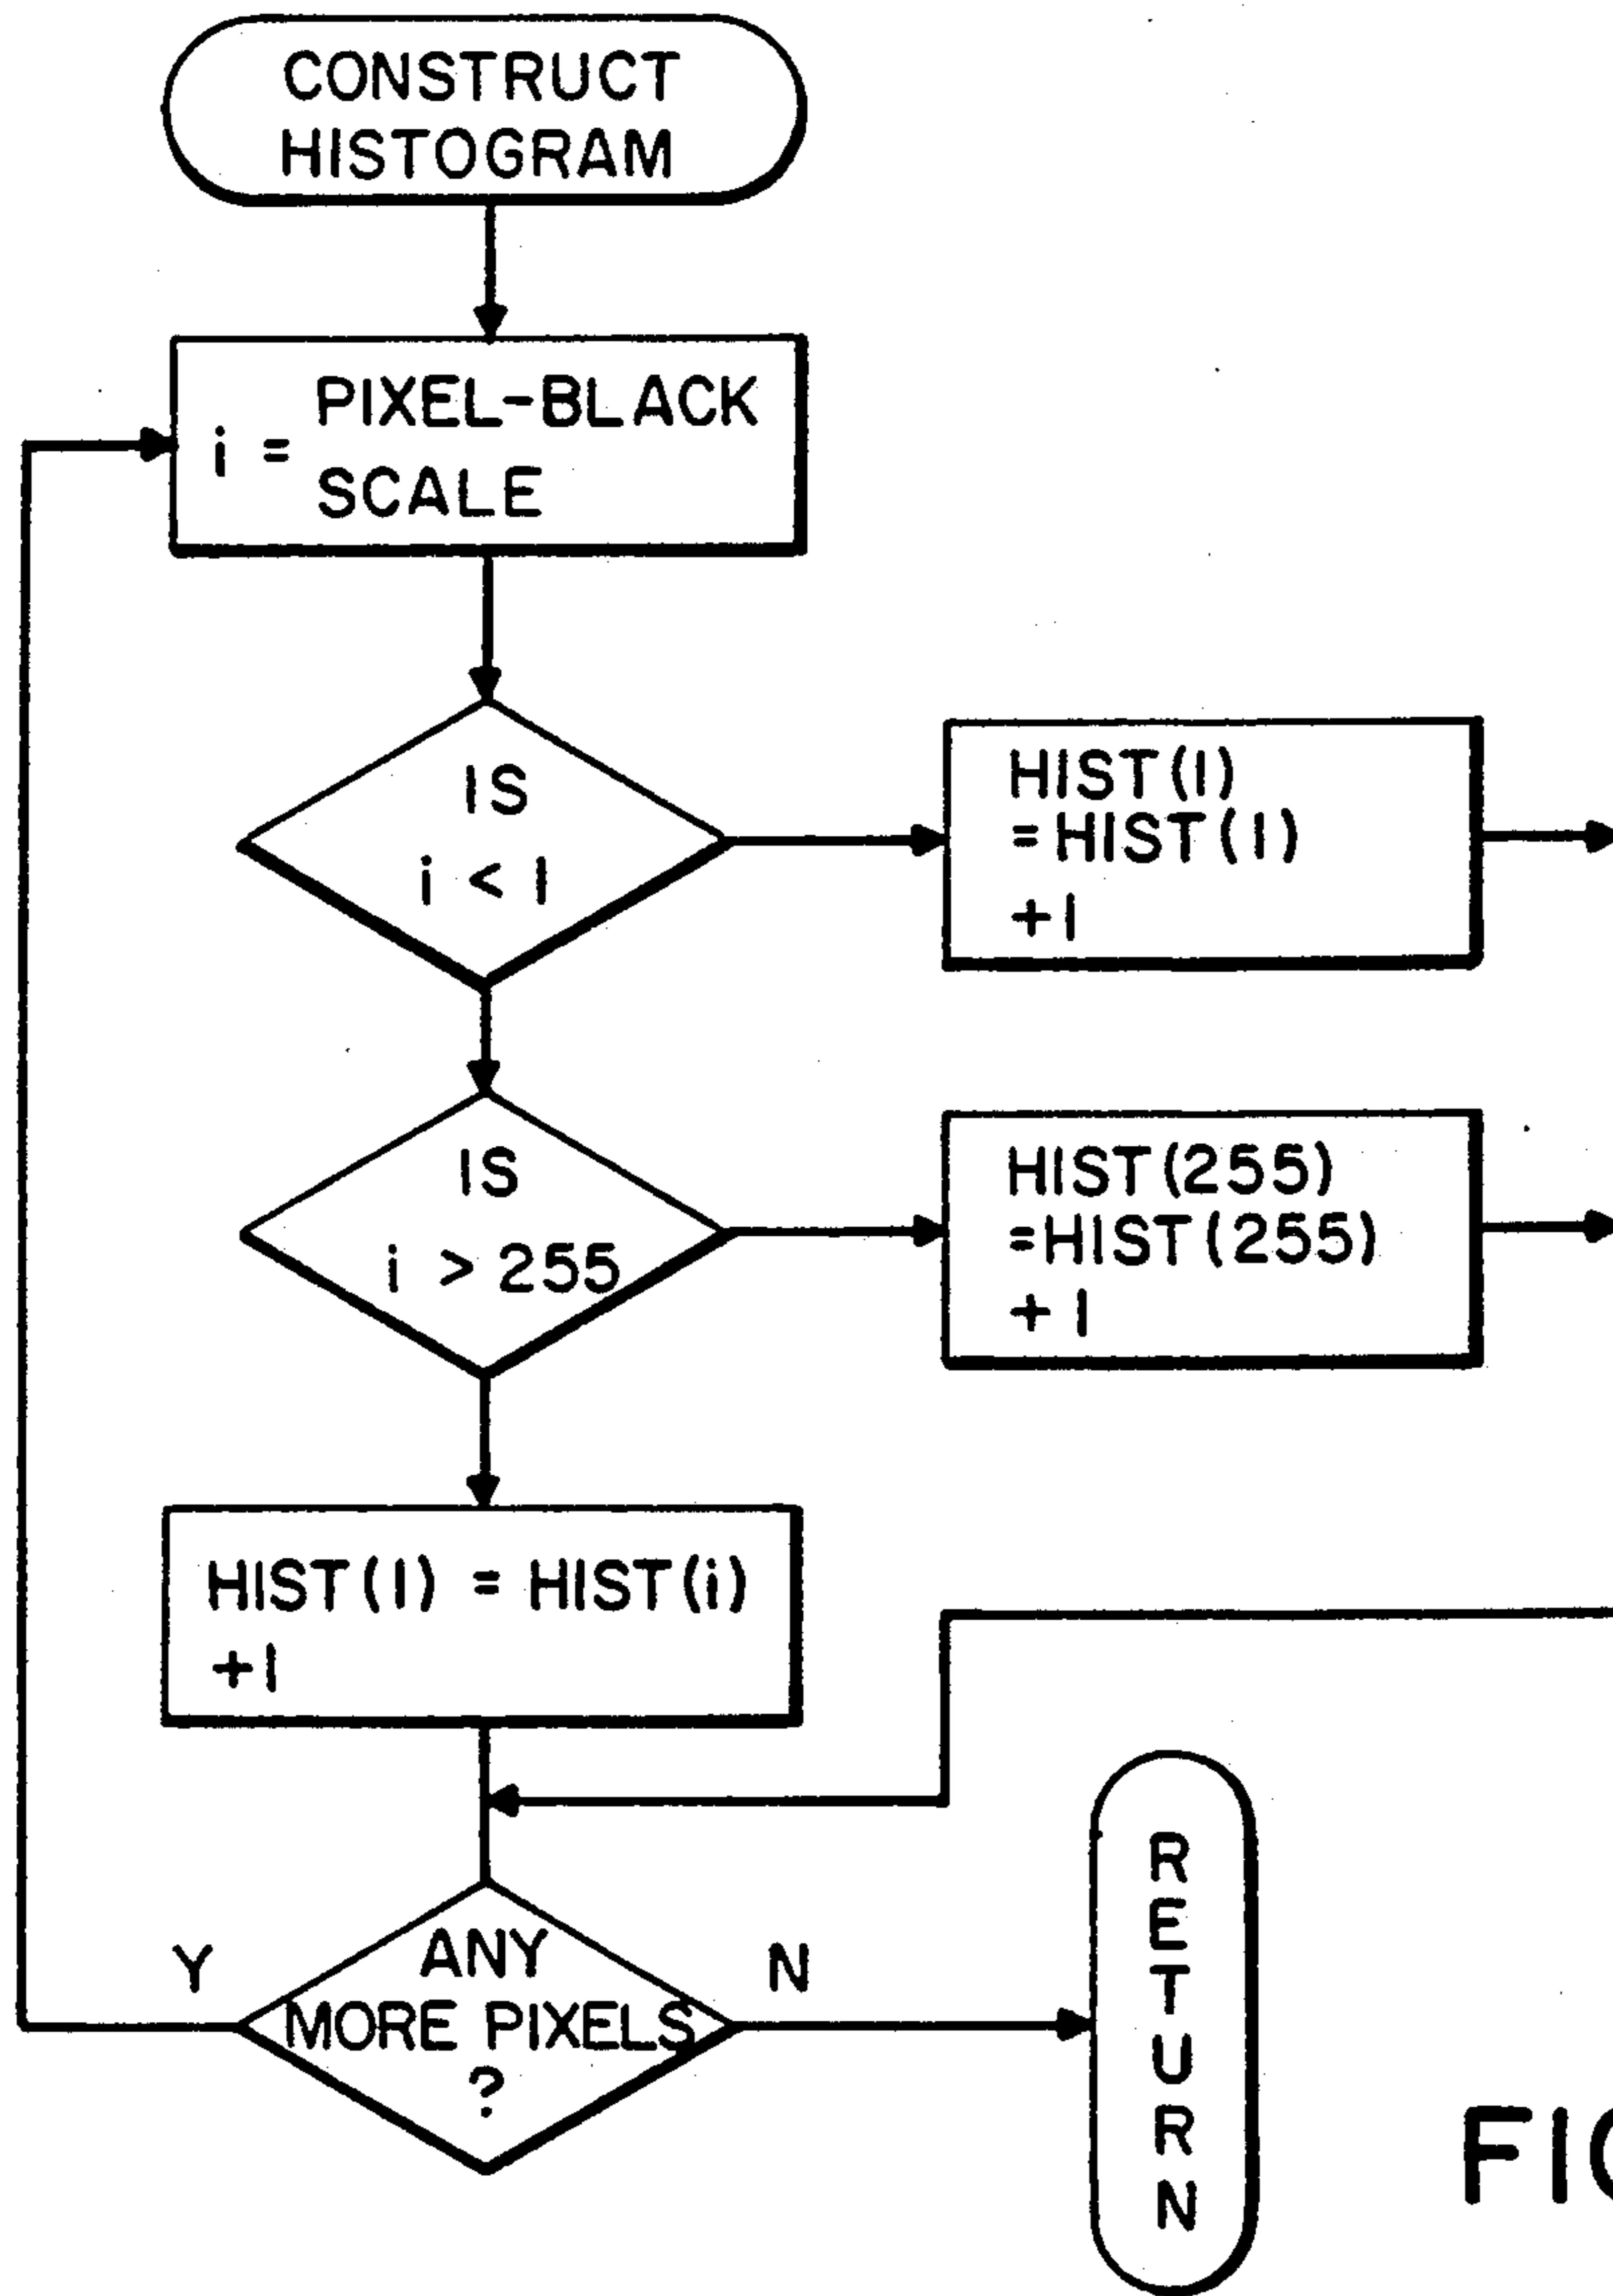 CONSTRUCT
HISTOGRAM
i = PIXEL-BLACK
SCALE
IS
i < 1
HIST(1)
=HIST(1)
+1
IS
i > 255
HIST(255)
=HIST(255)
+1
HIST(1) = HIST(i)
+1
ANY
MORE PIXELS
?
Y
N
RETURN